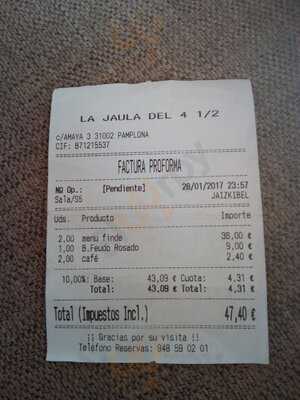 LA JAULA DEL 4 1/2
c/AMAYA 3 31002 PAMPLONA
CIF: B71215537
FACTURA PROFORMA
Nº Op.: [Pendiente] 28/01/2017 23:57
Sala/S5 JAIZKIBEL
Uds. Producto Importe
2,00 menú finde 38,00 €
1,00 B.Feudo Rosado 9,00 €
2,00 café 2,40 €
10,00%: Base: 43,09 € Cuota: 4,31 €
Total: 43,09 € Total: 4,31 €
Total (Impuestos Incl.) 47,40 €
¡¡ Gracias por su visita !!
Teléfono Reservas: 948 59 02 01